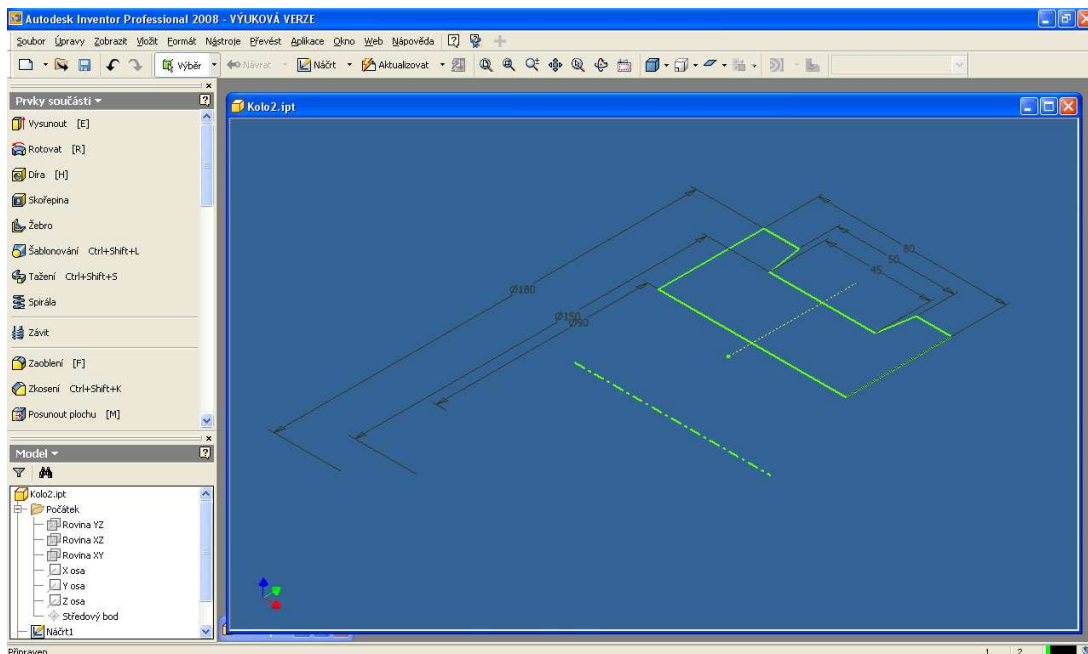 Autodesk Inventor Professional 2008 - VÝUKOVÁ VERZE
Soubor Úpravy Zobrazit Vložit Formát Nástroje Převést Aplikace Okno Web Nápověda
Výběr Návrat Náčrt Aktualizovat
Prvky součásti
Vysunout [E]
Rotovat [R]
Díra [H]
Skořepina
Žebro
Šablonování Ctrl+Shift+L
Tažení Ctrl+Shift+S
Spirála
Závit
Zaoblení [F]
Zkosení Ctrl+Shift+K
Posunout plochu [M]
Model
Kolo2.ipt
Počátek
Rovina YZ
Rovina XZ
Rovina XY
X osa
Y osa
Z osa
Středový bod
Náčrt1
Kolo2.ipt
80
50
45
Ø180
Ø150
Ø90
Připraven 1 2